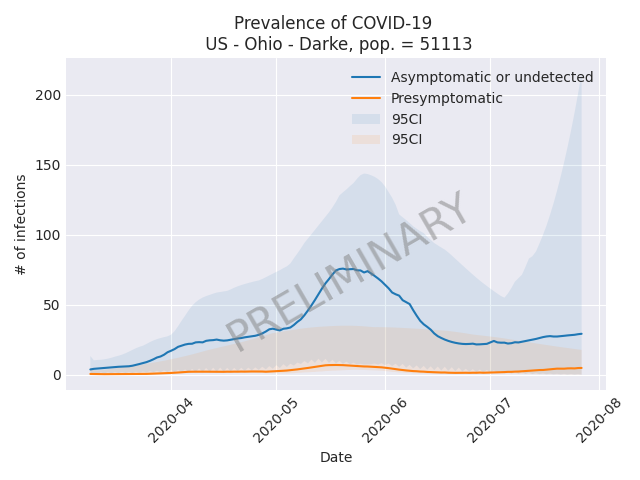 Prevalence of COVID-19
US - Ohio - Darke, pop. = 51113
Asymptomatic or undetected
Presymptomatic
95CI
95CI
PRELIMINARY
# of infections
200
150
100
50
0
2020-04
2020-05
2020-06
2020-07
2020-08
Date